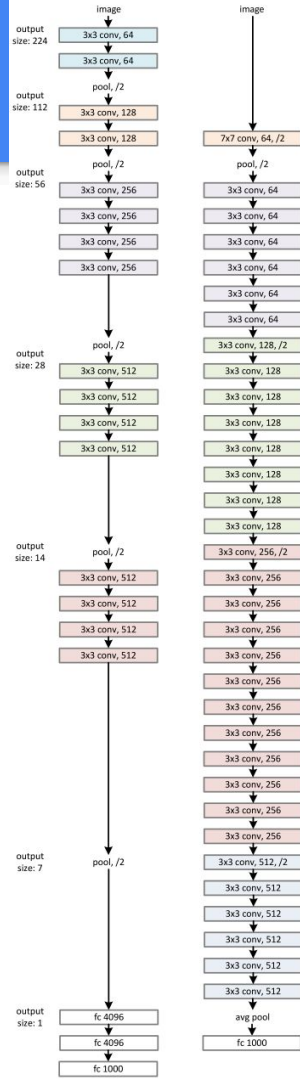 image
output
size: 224
3x3 conv, 64
3x3 conv, 64
pool, /2
output
size: 112
3x3 conv, 128
3x3 conv, 128
pool, /2
output
size: 56
3x3 conv, 256
3x3 conv, 256
3x3 conv, 256
3x3 conv, 256
pool, /2
output
size: 28
3x3 conv, 512
3x3 conv, 512
3x3 conv, 512
3x3 conv, 512
pool, /2
output
size: 14
3x3 conv, 512
3x3 conv, 512
3x3 conv, 512
3x3 conv, 512
output
size: 7
pool, /2
output
size: 1
fc 4096
fc 4096
fc 1000
image
7x7 conv, 64, /2
pool, /2
3x3 conv, 64
3x3 conv, 64
3x3 conv, 64
3x3 conv, 64
3x3 conv, 64
3x3 conv, 64
3x3 conv, 128, /2
3x3 conv, 128
3x3 conv, 128
3x3 conv, 128
3x3 conv, 128
3x3 conv, 128
3x3 conv, 128
3x3 conv, 128
3x3 conv, 256, /2
3x3 conv, 256
3x3 conv, 256
3x3 conv, 256
3x3 conv, 256
3x3 conv, 256
3x3 conv, 256
3x3 conv, 256
3x3 conv, 256
3x3 conv, 256
3x3 conv, 256
3x3 conv, 256
3x3 conv, 512, /2
3x3 conv, 512
3x3 conv, 512
3x3 conv, 512
3x3 conv, 512
3x3 conv, 512
avg pool
fc 1000